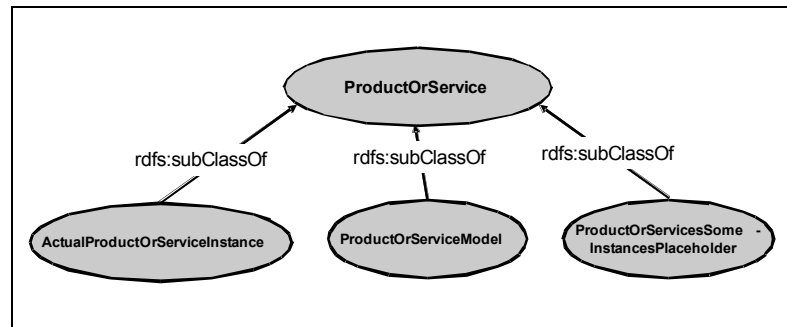 ProductOrService
rdfs:subClassOf
rdfs:subClassOf
rdfs:subClassOf
ActualProductOrServiceInstance
ProductOrServiceModel
ProductOrServicesSome -
InstancesPlaceholder